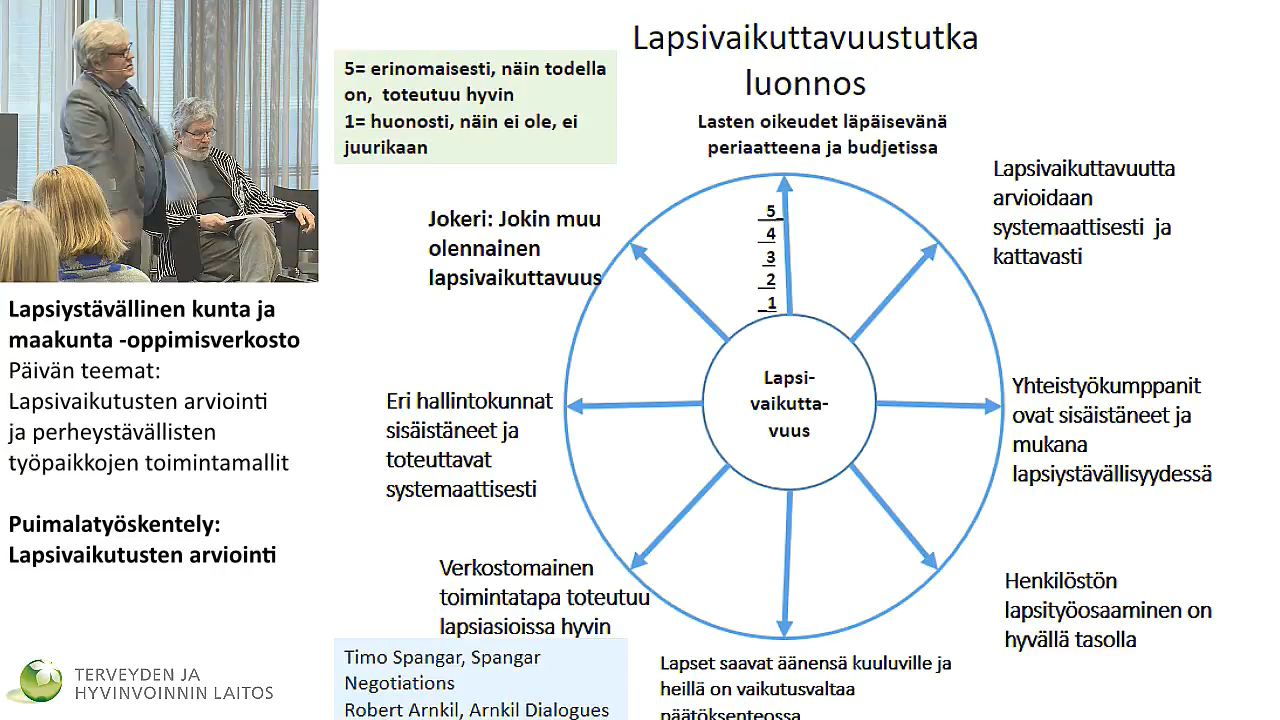 Lapsivaikuttavuustutka
luonnos
5= erinomaisesti, näin todella
on, toteutuu hyvin
1= huonosti, näin ei ole, ei
juurikaan
Lasten oikeudet läpäisevänä
periaatteena ja budjetissa
Lapsivaikuttavuutta
arvioidaan
systemaattisesti ja
kattavasti
Jokeri: Jokin muu
olennainen
lapsivaikuttavuus
5
4
3
2
1
Lapsi-
vaikutta-
vuus
Yhteistyökumppanit
ovat sisäistäneet ja
mukana
lapsiystävällisyydessä
Eri hallintokunnat
sisäistäneet ja
toteuttavat
systemaattisesti
Henkilöstön
lapsityöosaaminen on
hyvällä tasolla
Verkostomainen
toimintatapa toteutuu
lapsiasioissa hyvin
Lapset saavat äänensä kuuluville ja
heillä on vaikutusvaltaa
päätöksenteossa
Timo Spangar, Spangar
Negotiations
Robert Arnkil, Arnkil Dialogues
Lapsiystävällinen kunta ja
maakunta -oppimisverkosto
Päivän teemat:
Lapsivaikutusten arviointi
ja perheystävällisten
työpaikkojen toimintamallit
Puimalatyöskentely:
Lapsivaikutusten arviointi
TERVEYDEN JA
HYVINVOINNIN LAITOS